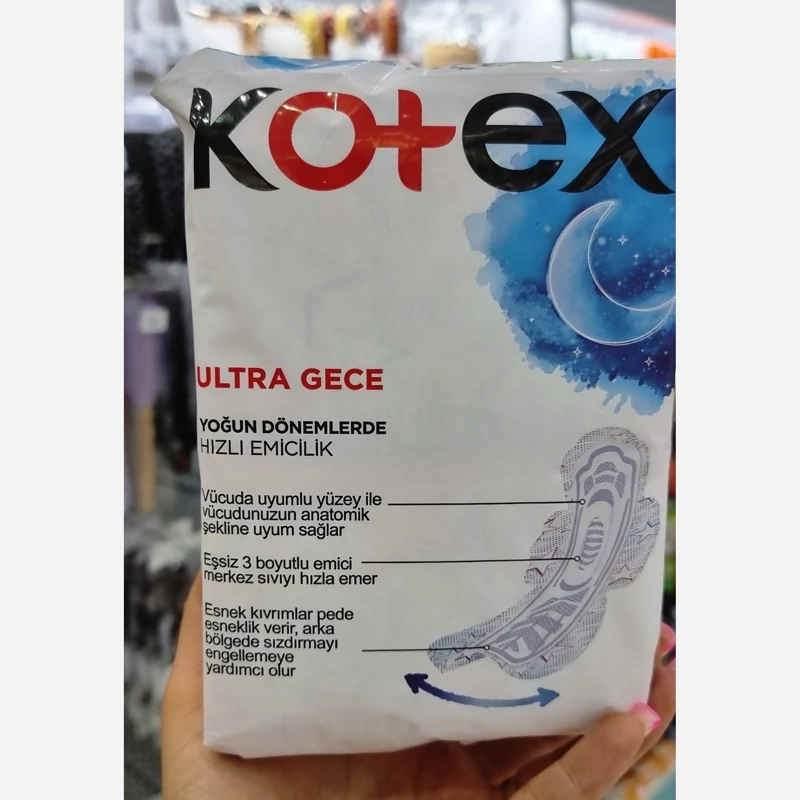 kotex
ULTRA GECE
YOĞUN DÖNEMLERDE
HIZLI EMİCİLİK
Vücuda uyumlu yüzey ile
vücudunuzun anatomik
şekline uyum sağlar
Eşsiz 3 boyutlu emici
merkez sıvıyı hızla emer
Esnek kıvrımlar pede
esneklik verir, arka
bölgede sızdırmayı
engellemeye
yardımcı olur